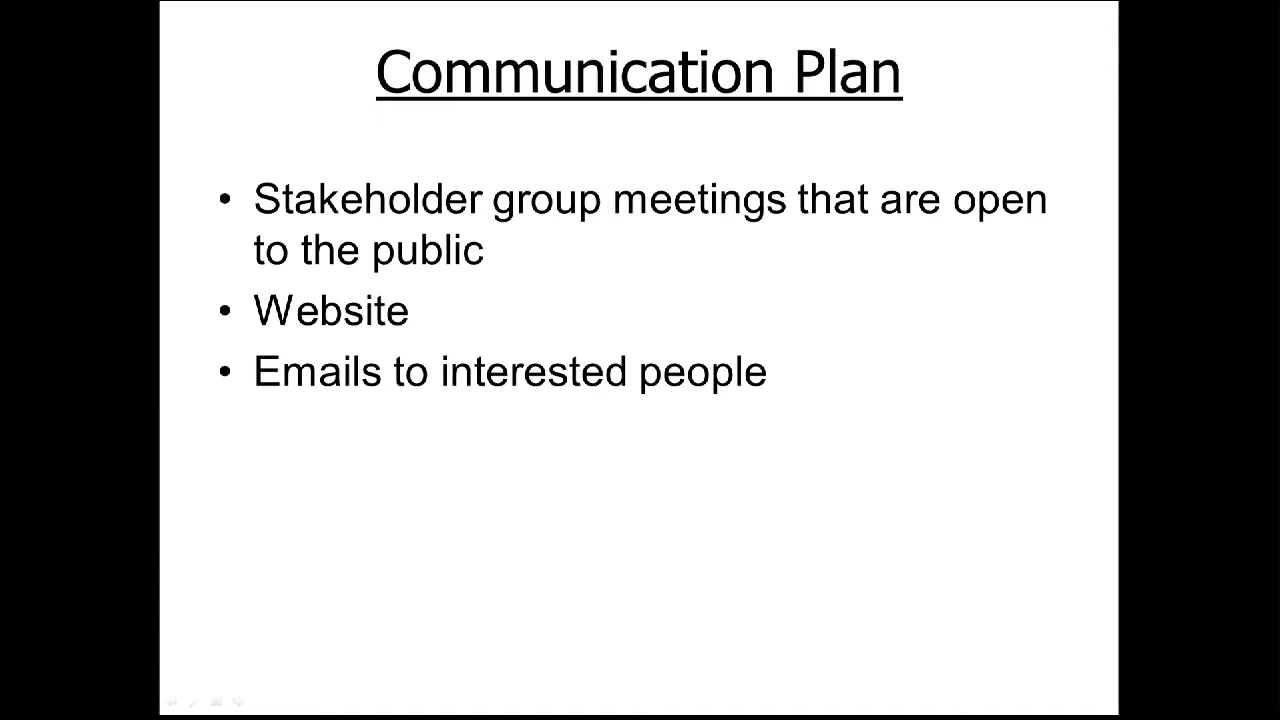 Communication Plan
• Stakeholder group meetings that are open
to the public
• Website
• Emails to interested people